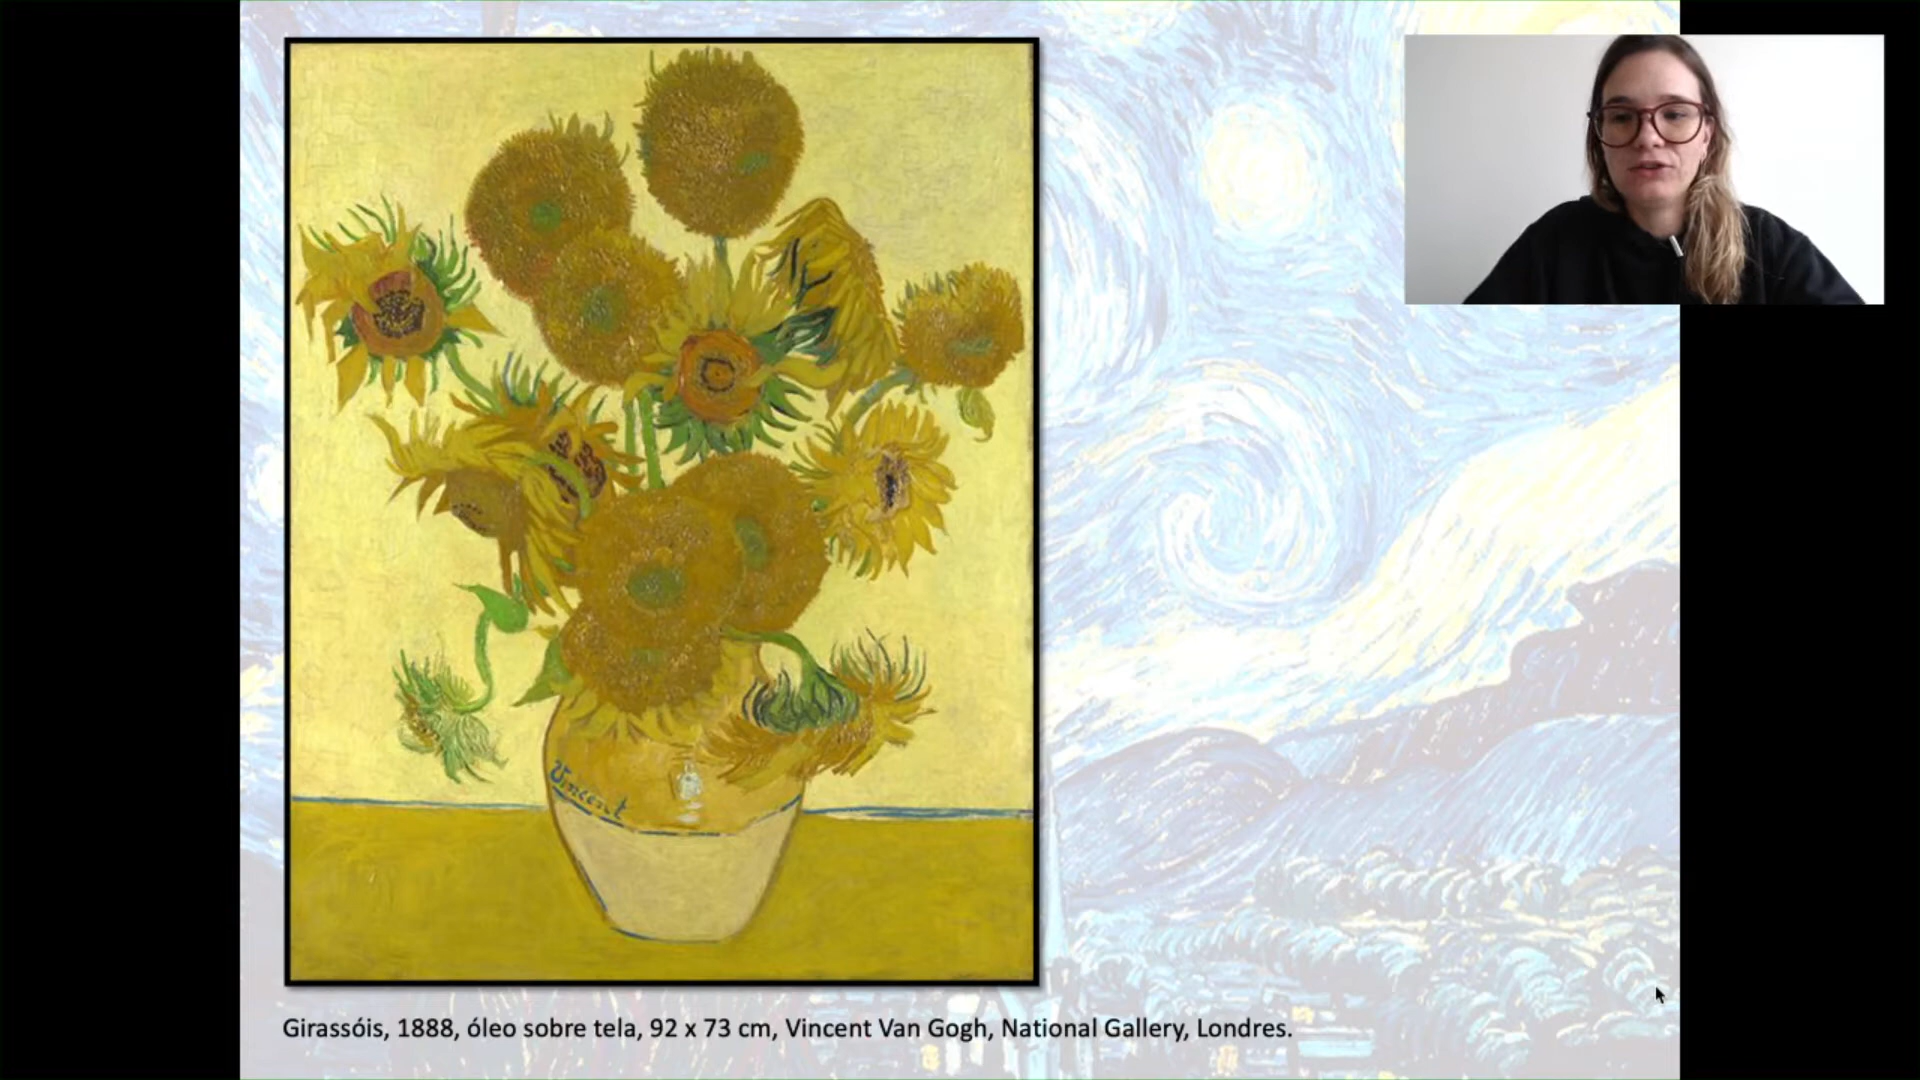 Vincent
Girassóis, 1888, óleo sobre tela, 92 x 73 cm, Vincent Van Gogh, National Gallery, Londres.